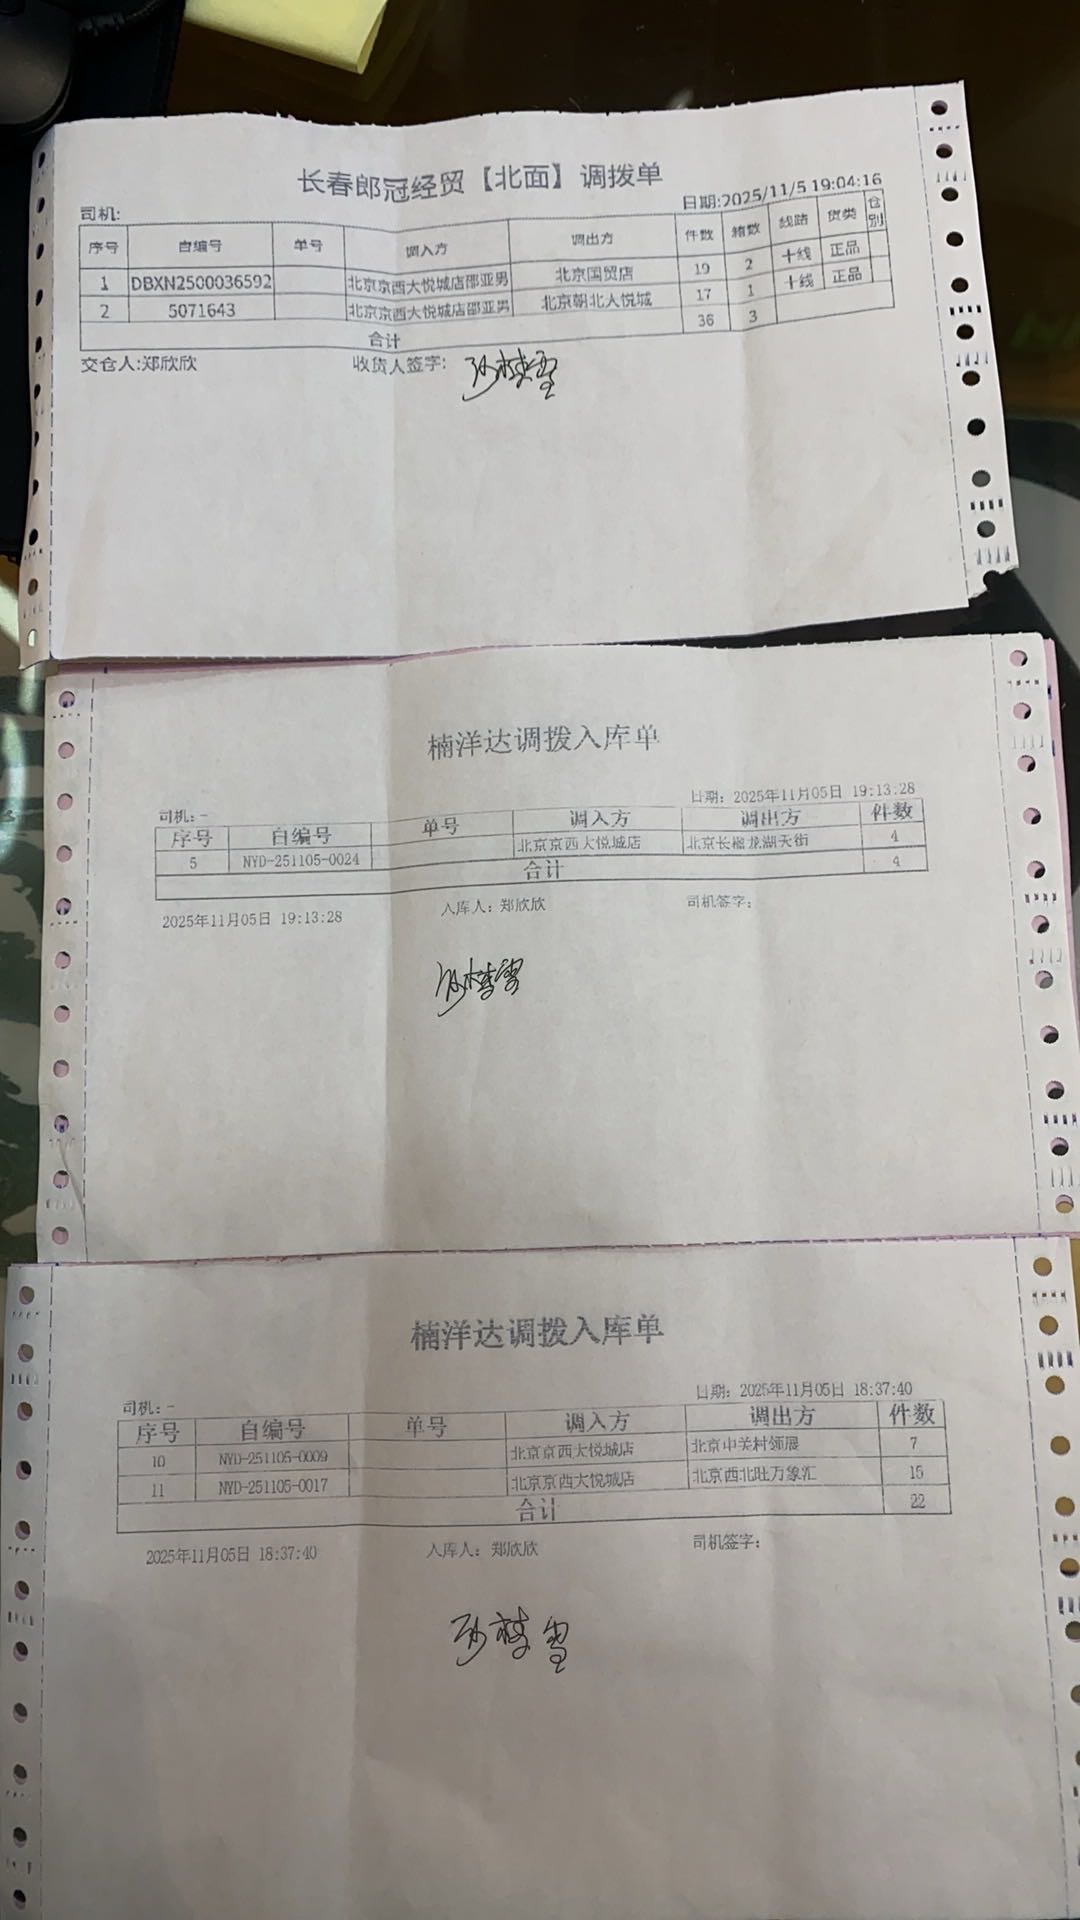 长春郎冠经贸【北面】调拨单
司机: 日期:2025/11/5 19:04:16
序号 自编号 单号 调入方 调出方 件数 箱数 线路 货类 仓别
1 DBXN2500036592 北京京西大悦城店邵亚男 北京国贸店 19 2 十线 正品
2 5071643 北京京西大悦城店邵亚男 北京朝北大悦城 17 1 十线 正品
合计 36 3
交仓人:郑欣欣 收货人签字:
楠洋达调拨入库单
司机: - 日期: 2025年11月05日 19:13:28
序号 自编号 单号 调入方 调出方 件数
5 NYD-251105-0024 北京京西大悦城店 北京长楹龙湖天街 4
合计 4
2025年11月05日 19:13:28 入库人: 郑欣欣 司机签字:
楠洋达调拨入库单
司机: - 日期: 2025年11月05日 18:37:40
序号 自编号 单号 调入方 调出方 件数
10 NYD-251105-0009 北京京西大悦城店 北京中关村领展 7
11 NYD-251105-0017 北京京西大悦城店 北京西北旺万象汇 15
合计 22
2025年11月05日 18:37:40 入库人: 郑欣欣 司机签字: